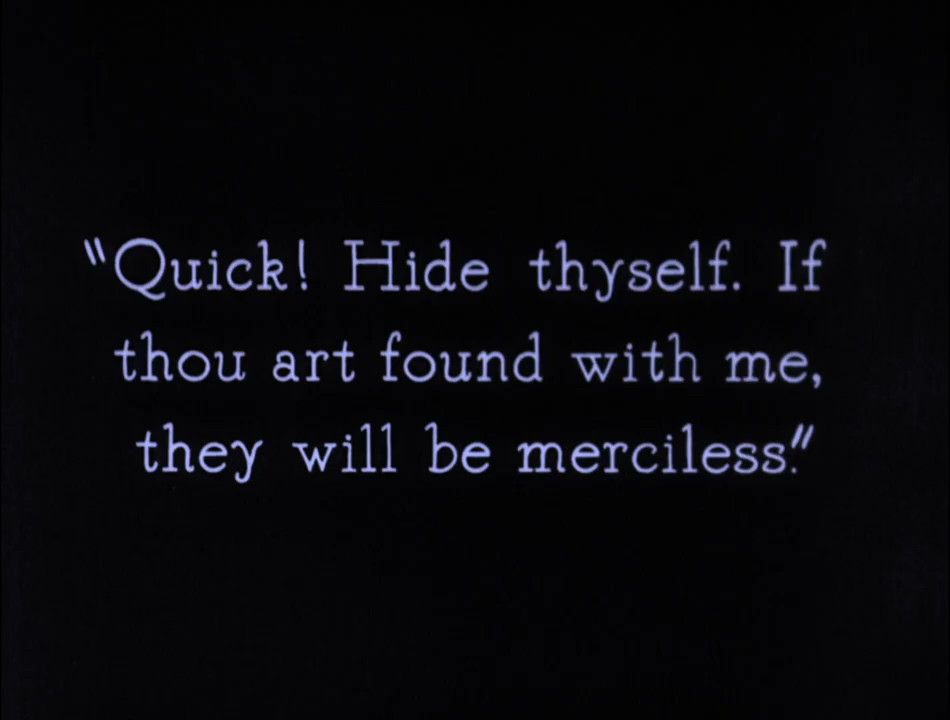 "Quick! Hide thyself. If
thou art found with me,
they will be merciless."